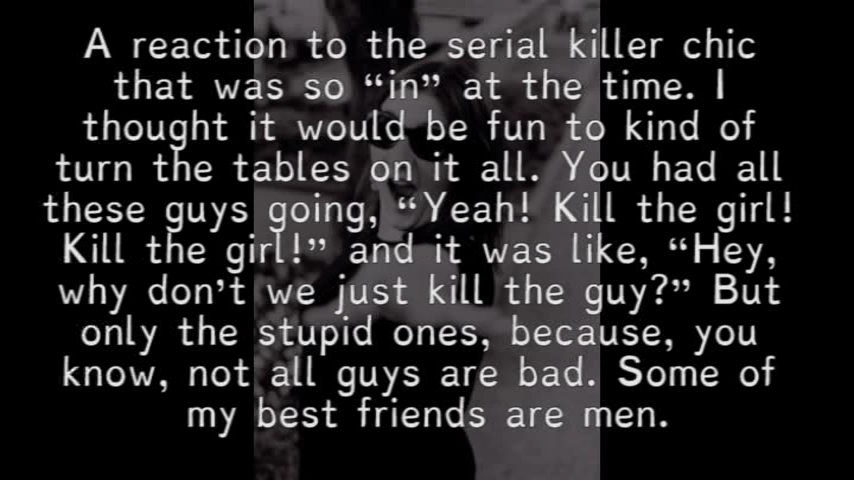 A reaction to the serial killer chic
that was so “in” at the time. I
thought it would be fun to kind of
turn the tables on it all. You had all
these guys going, “Yeah! Kill the girl!
Kill the girl!” and it was like, “Hey,
why don’t we just kill the guy?” But
only the stupid ones, because, you
know, not all guys are bad. Some of
my best friends are men.